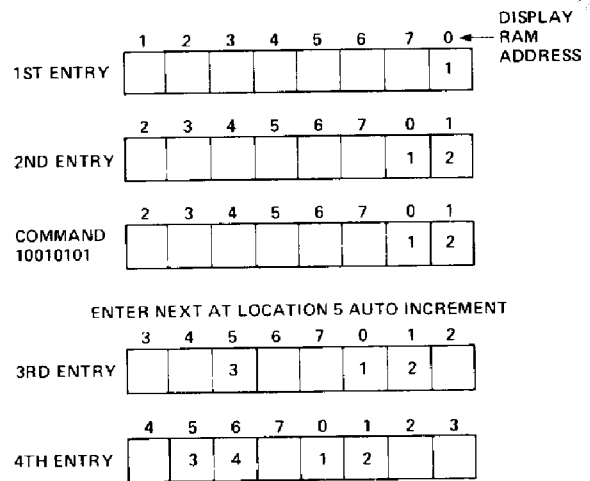 DISPLAY
RAM
ADDRESS
1 2 3 4 5 6 7 0
1ST ENTRY 1
2 3 4 5 6 7 0 1
2ND ENTRY 1 2
2 3 4 5 6 7 0 1
COMMAND
10010101 1 2
ENTER NEXT AT LOCATION 5 AUTO INCREMENT
3 4 5 6 7 0 1 2
3RD ENTRY 3 1 2
4 5 6 7 0 1 2 3
4TH ENTRY 3 4 1 2